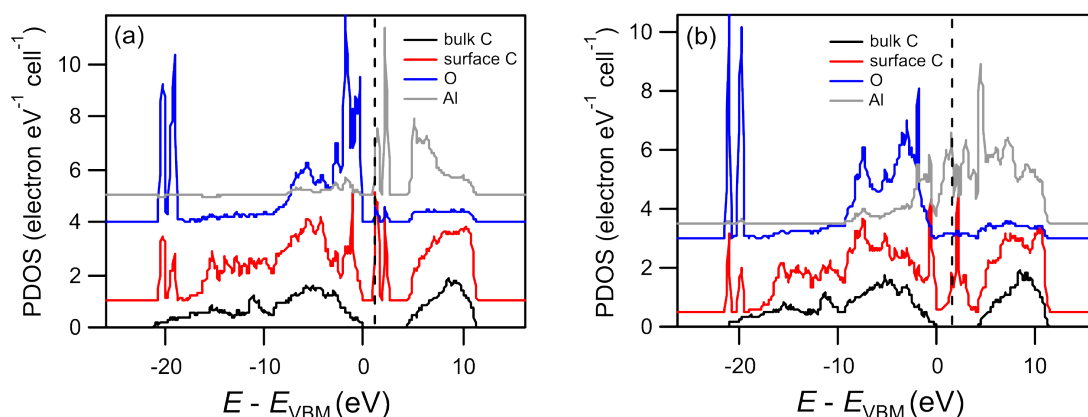 (a)
bulk C
surface C
O
Al
PDOS (electron eV⁻¹ cell⁻¹)
10
8
6
4
2
0
-20
-10
0
10
E - E_VBM (eV)
(b)
bulk C
surface C
O
Al
PDOS (electron eV⁻¹ cell⁻¹)
10
8
6
4
2
0
-20
-10
0
10
E - E_VBM (eV)